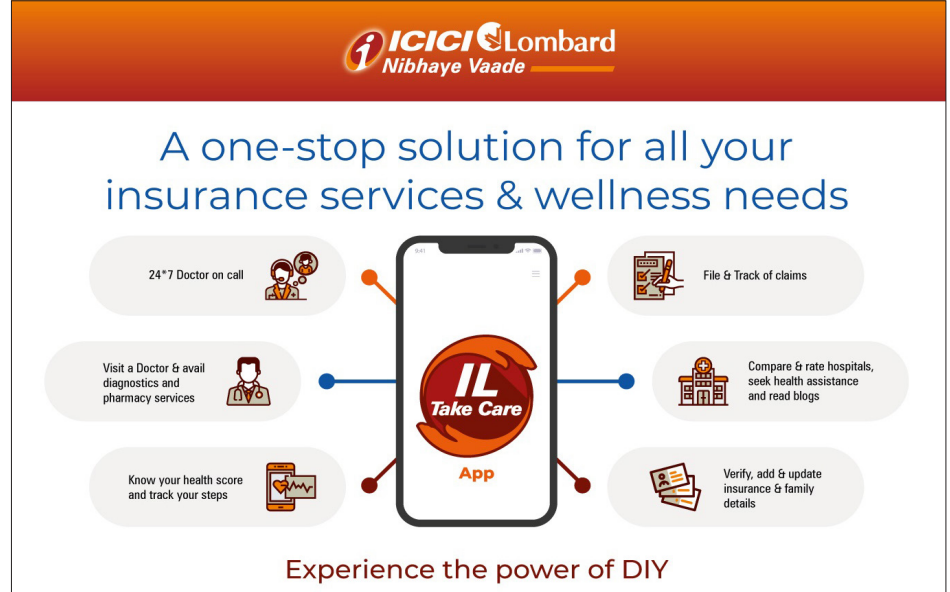 i ICICI Lombard
Nibhaye Vaade
A one-stop solution for all your
insurance services & wellness needs
24*7 Doctor on call
Visit a Doctor & avail
diagnostics and
pharmacy services
Know your health score
and track your steps
9:41
IL
Take Care
App
File & Track of claims
Compare & rate hospitals,
seek health assistance
and read blogs
Verify, add & update
insurance & family
details
Experience the power of DIY